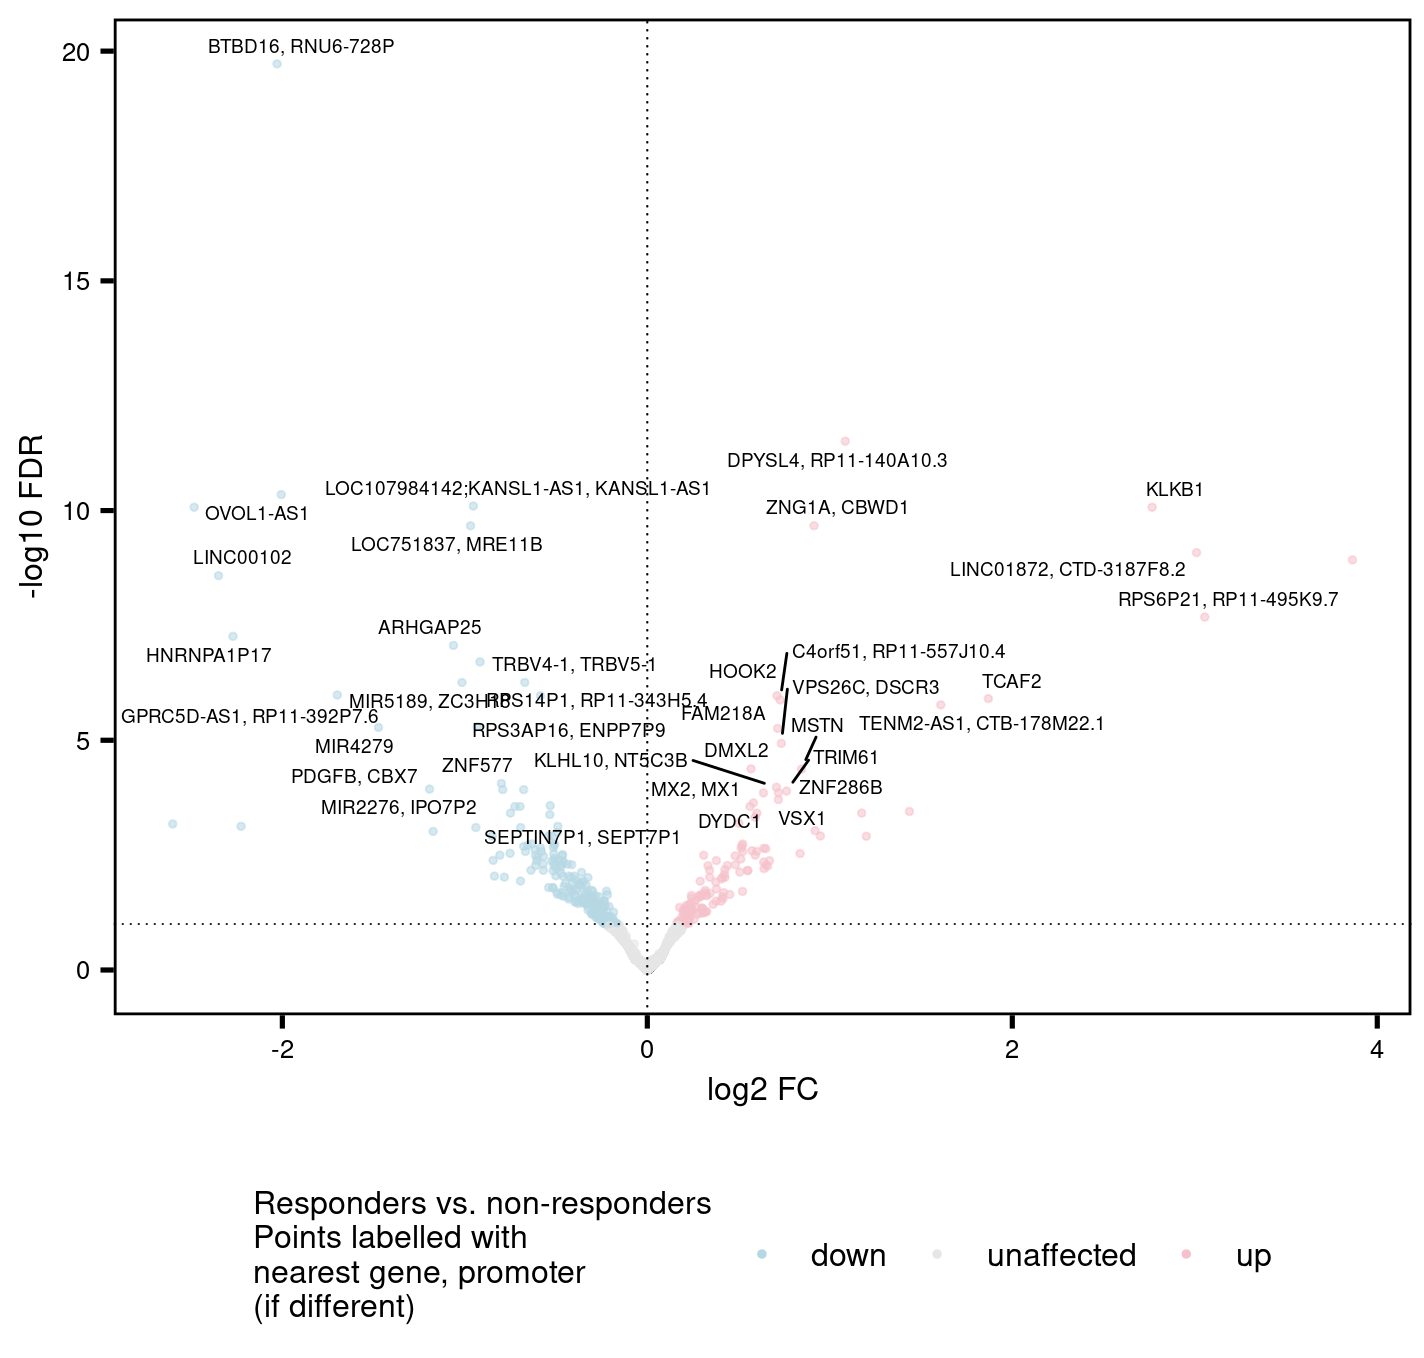 BTBD16, RNU6-728P
20
15
DPYSL4, RP11-140A10.3
LOC107984142;KANSL1-AS1, KANSL1-AS1
KLKB1
10
OVOL1-AS1
ZNG1A, CBWD1
LOC751837, MRE11B
LINC00102
LINC01872, CTD-3187F8.2
RPS6P21, RP11-495K9.7
ARHGAP25
HNRNPA1P17
TRBV4-1, TRBV5-1
HOOK2
C4orf51, RP11-557J10.4
TCAF2
VPS26C, DSCR3
MIR5189, ZC3H18
RPS14P1, RP11-343H5.4
GPRC5D-AS1, RP11-392P7.6
FAM218A
MSTN
TENM2-AS1, CTB-178M22.1
RPS3AP16, ENPP7P9
5
MIR4279
DMXL2
TRIM61
ZNF577
KLHL10, NT5C3B
PDGFB, CBX7
MX2, MX1
ZNF286B
MIR2276, IPO7P2
DYDC1
VSX1
SEPTIN7P1, SEPT7P1
0
-log10 FDR
-2
0
2
4
log2 FC
Responders vs. non-responders
Points labelled with
nearest gene, promoter
(if different)
down
unaffected
up